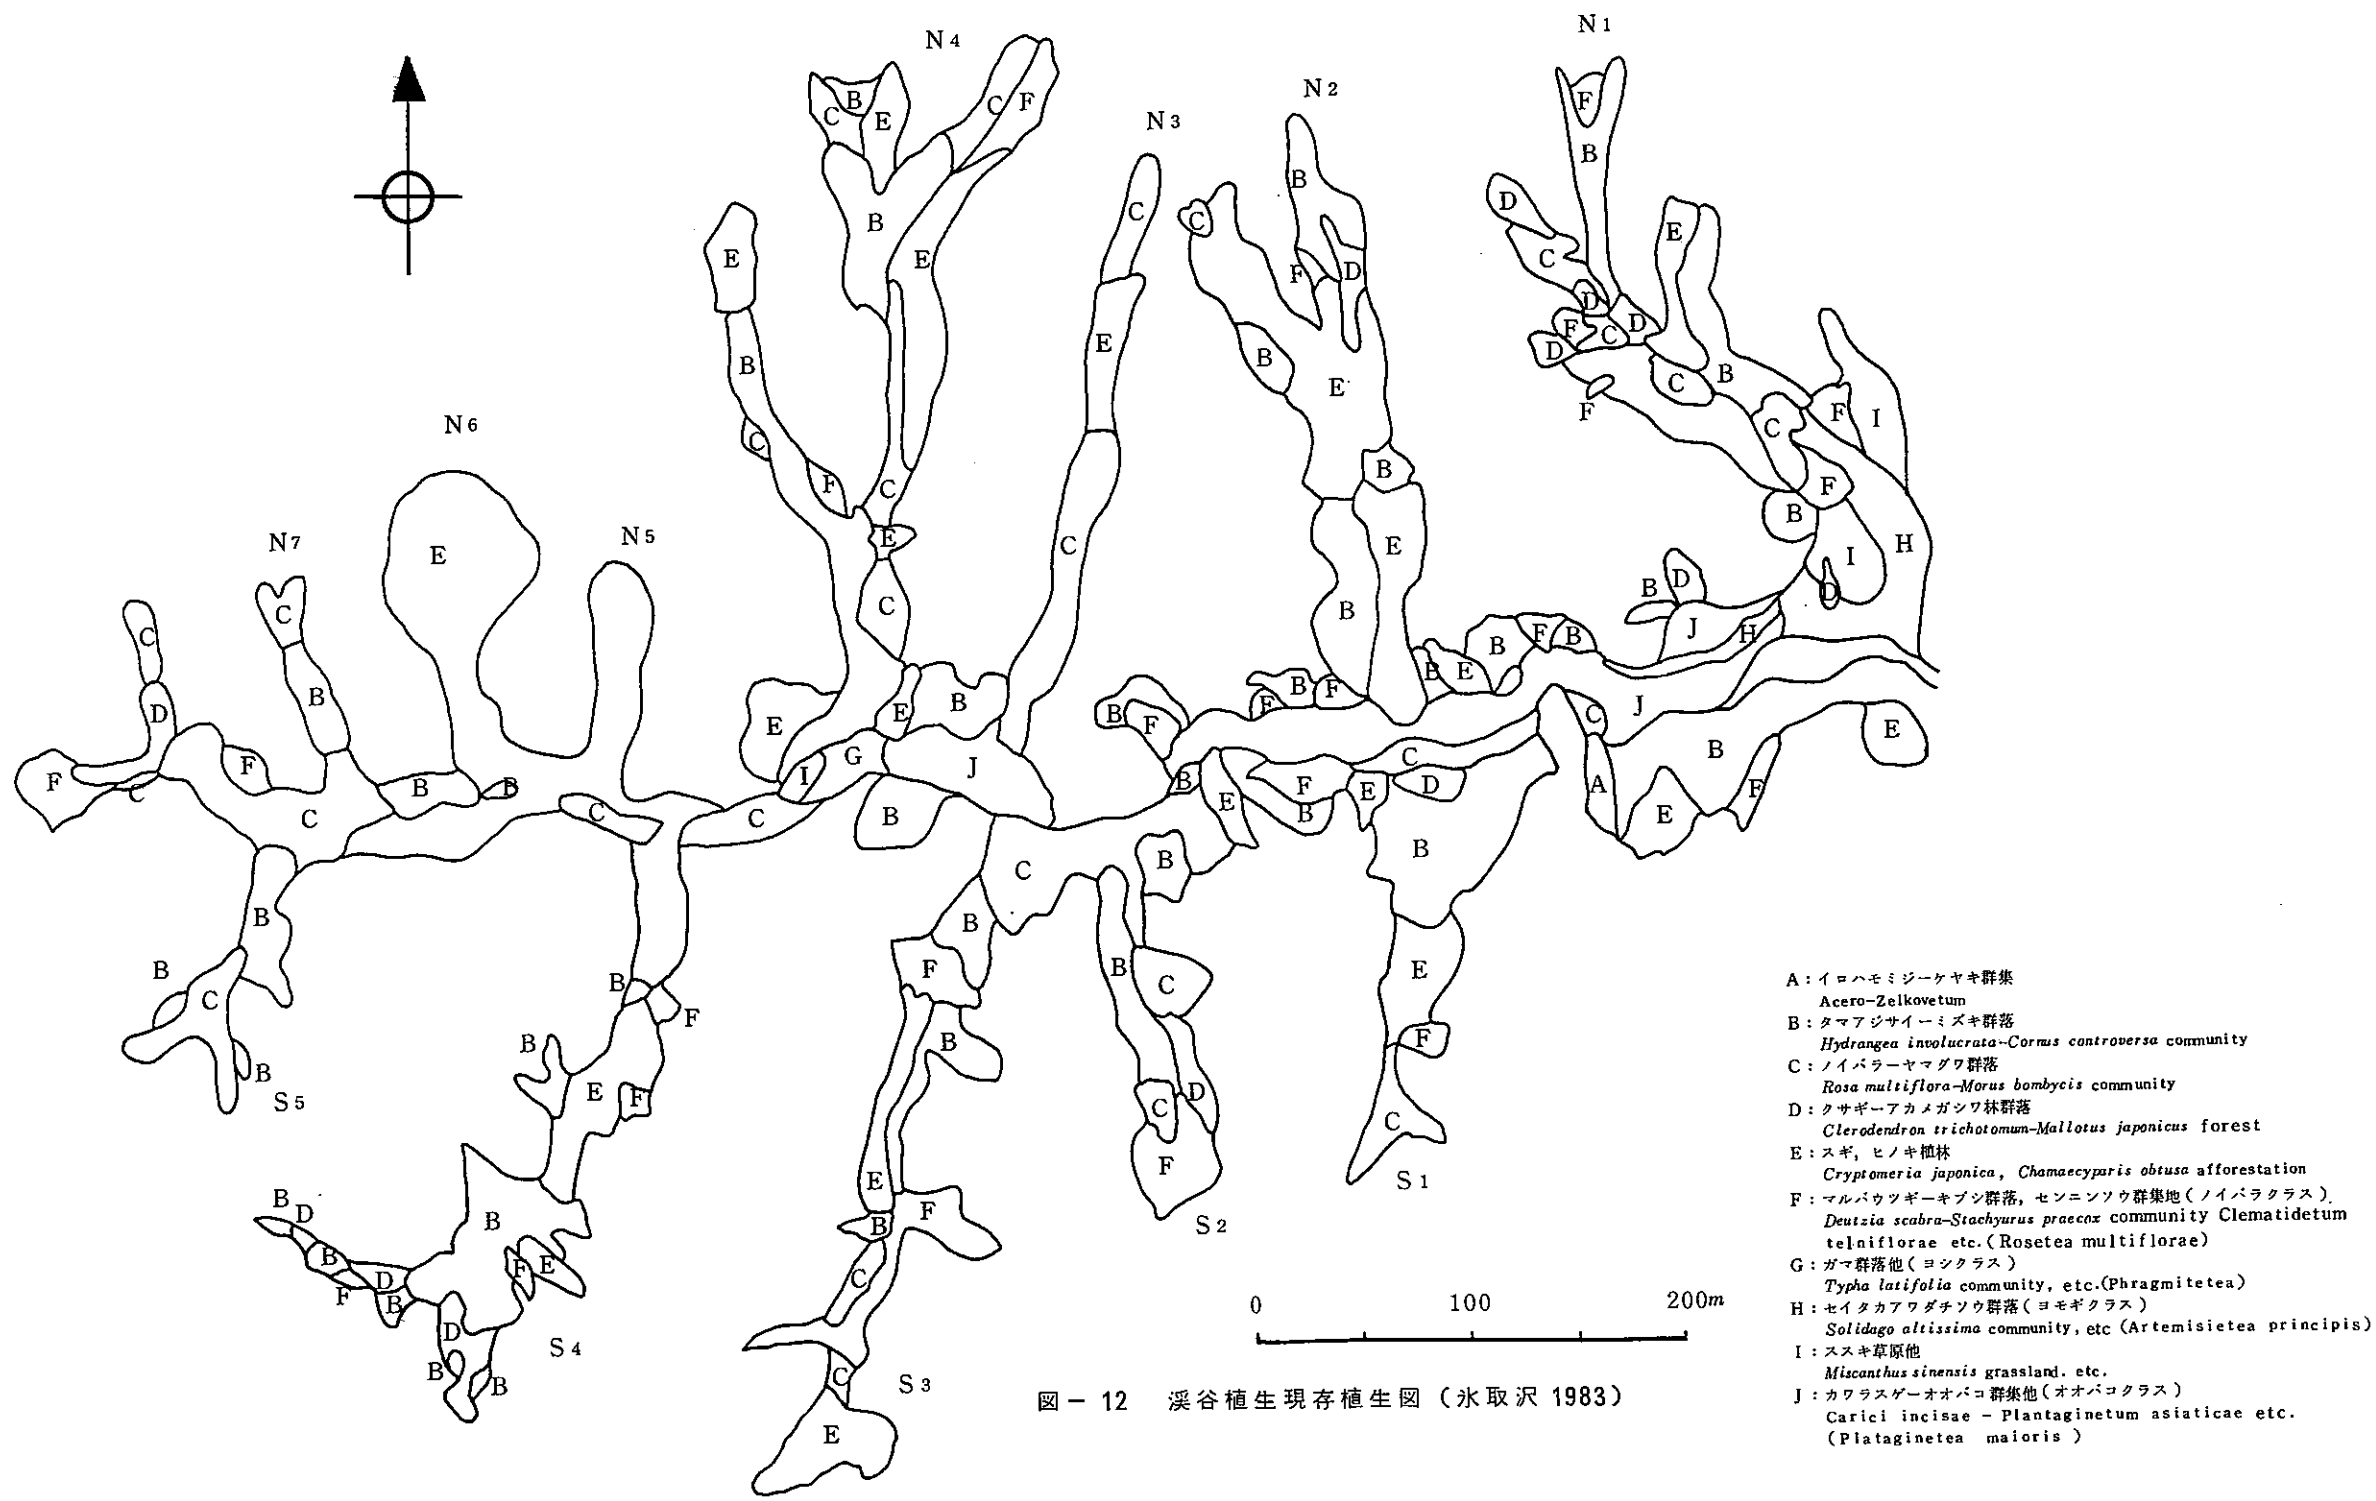 N1
N4
N2
N3
F
B
C
E
C
F
B
D
C
B
E
D
C
E
B
C
E
B
E
F
D
D
F
C
D
D
E
B
B
E
C
B
F
C
F
I
C
C
F
B
N6
F
C
B
E
N7
E
N5
C
E
B
I
H
D
B
D
C
C
B
J
H
B
F
B
B
E
C
B
D
F
B
F
E
B
E
B
F
C
J
B
E
F
F
C
I
G
J
B
E
F
B
E
D
A
E
F
B
B
C
C
C
B
B
C
B
B
B
B
F
B
C
E
B
C
B
F
F
B
B
E
F
C
D
B
S5
C
E
F
F
S1
B
D
B
B
F
S2
B
D
F
E
C
F
B
D
B
B
S4
C
S3
E
0 100 200m
図－12 渓谷植生現存植生図（氷取沢 1983）
A：イロハモミジーケヤキ群集
Acero-Zelkovetum
B：タマアジサイーミズキ群落
Hydrangea involucrata-Cornus controversa community
C：ノイバラーヤマグワ群落
Rosa multiflora-Morus bombycis community
D：クサギーアカメガシワ林群落
Clerodendron trichotomum-Mallotus japonicus forest
E：スギ，ヒノキ植林
Cryptomeria japonica, Chamaecyparis obtusa afforestation
F：マルバウツギーキブシ群落，センニンソウ群集地（ノイバラクラス）
Deutzia scabra-Stachyurus praecox community Clematidetum
telniflorae etc.(Rosetea multiflorae)
G：ガマ群落他（ヨシクラス）
Typha latifolia community, etc.(Phragmitetea)
H：セイタカアワダチソウ群落（ヨモギクラス）
Solidago altissima community, etc (Artemisietea principis)
I：ススキ草原他
Miscanthus sinensis grassland. etc.
J：カワラスゲーオオバコ群集他（オオバコクラス）
Carici incisae - Plantaginetum asiaticae etc.
(Plataginetea maioris )